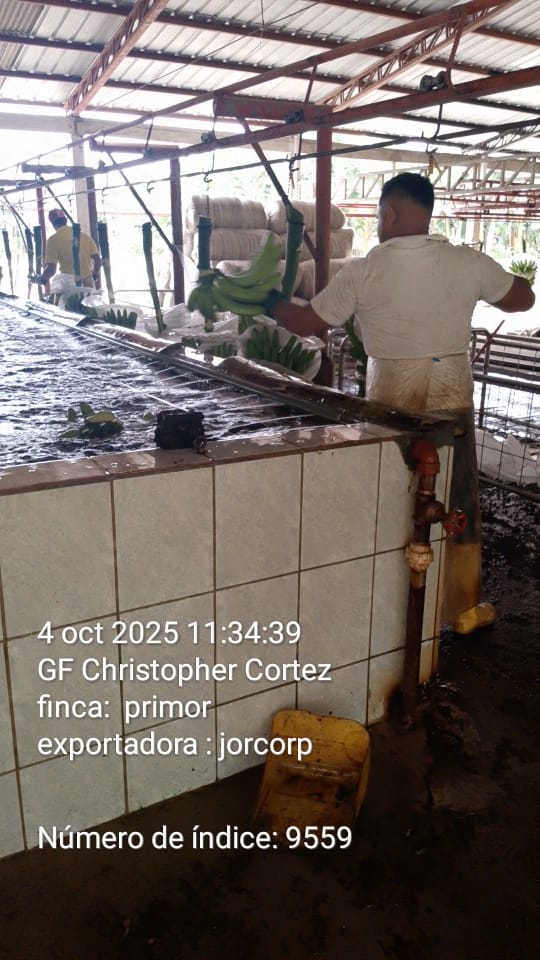 4 oct 2025 11:34:39
GF Christopher Cortez
finca:  primor
exportadora : jorcorp
Número de índice: 9559